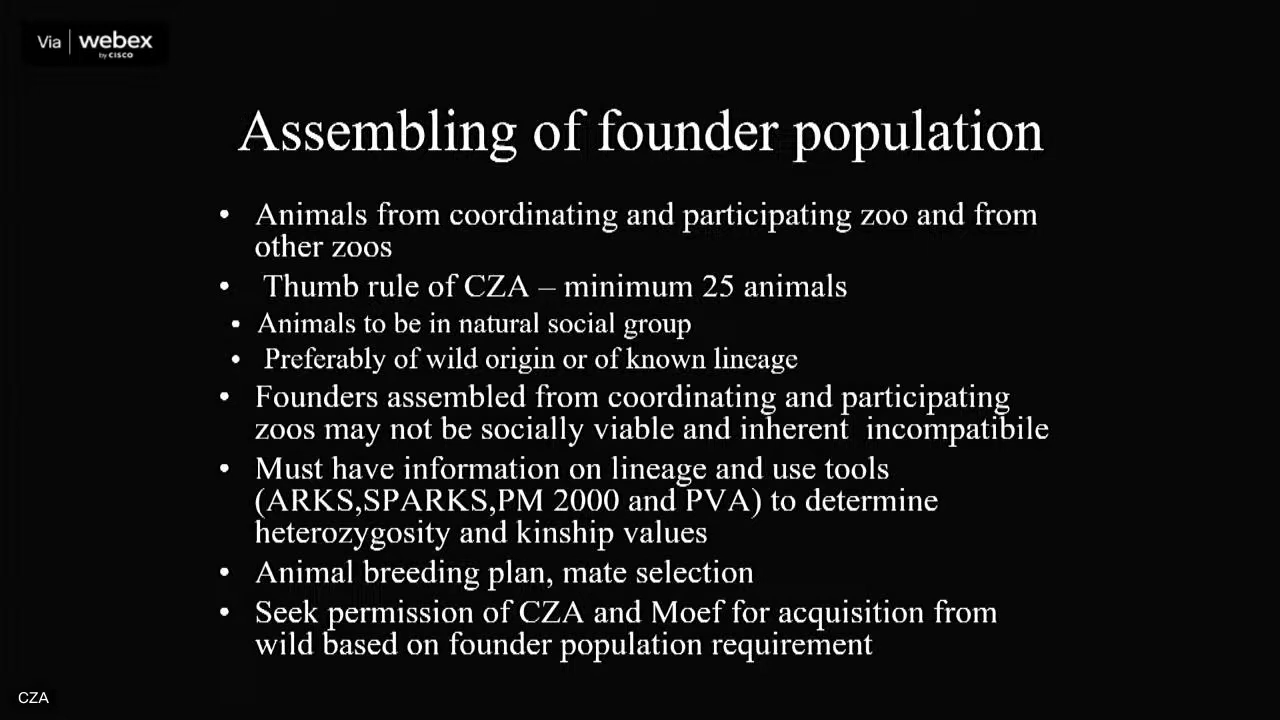 Via | webex
by CISCO
Assembling of founder population
• Animals from coordinating and participating zoo and from
other zoos
• Thumb rule of CZA – minimum 25 animals
• Animals to be in natural social group
• Preferably of wild origin or of known lineage
• Founders assembled from coordinating and participating
zoos may not be socially viable and inherent incompatibile
• Must have information on lineage and use tools
(ARKS,SPARKS,PM 2000 and PVA) to determine
heterozygosity and kinship values
• Animal breeding plan, mate selection
• Seek permission of CZA and Moef for acquisition from
wild based on founder population requirement
CZA